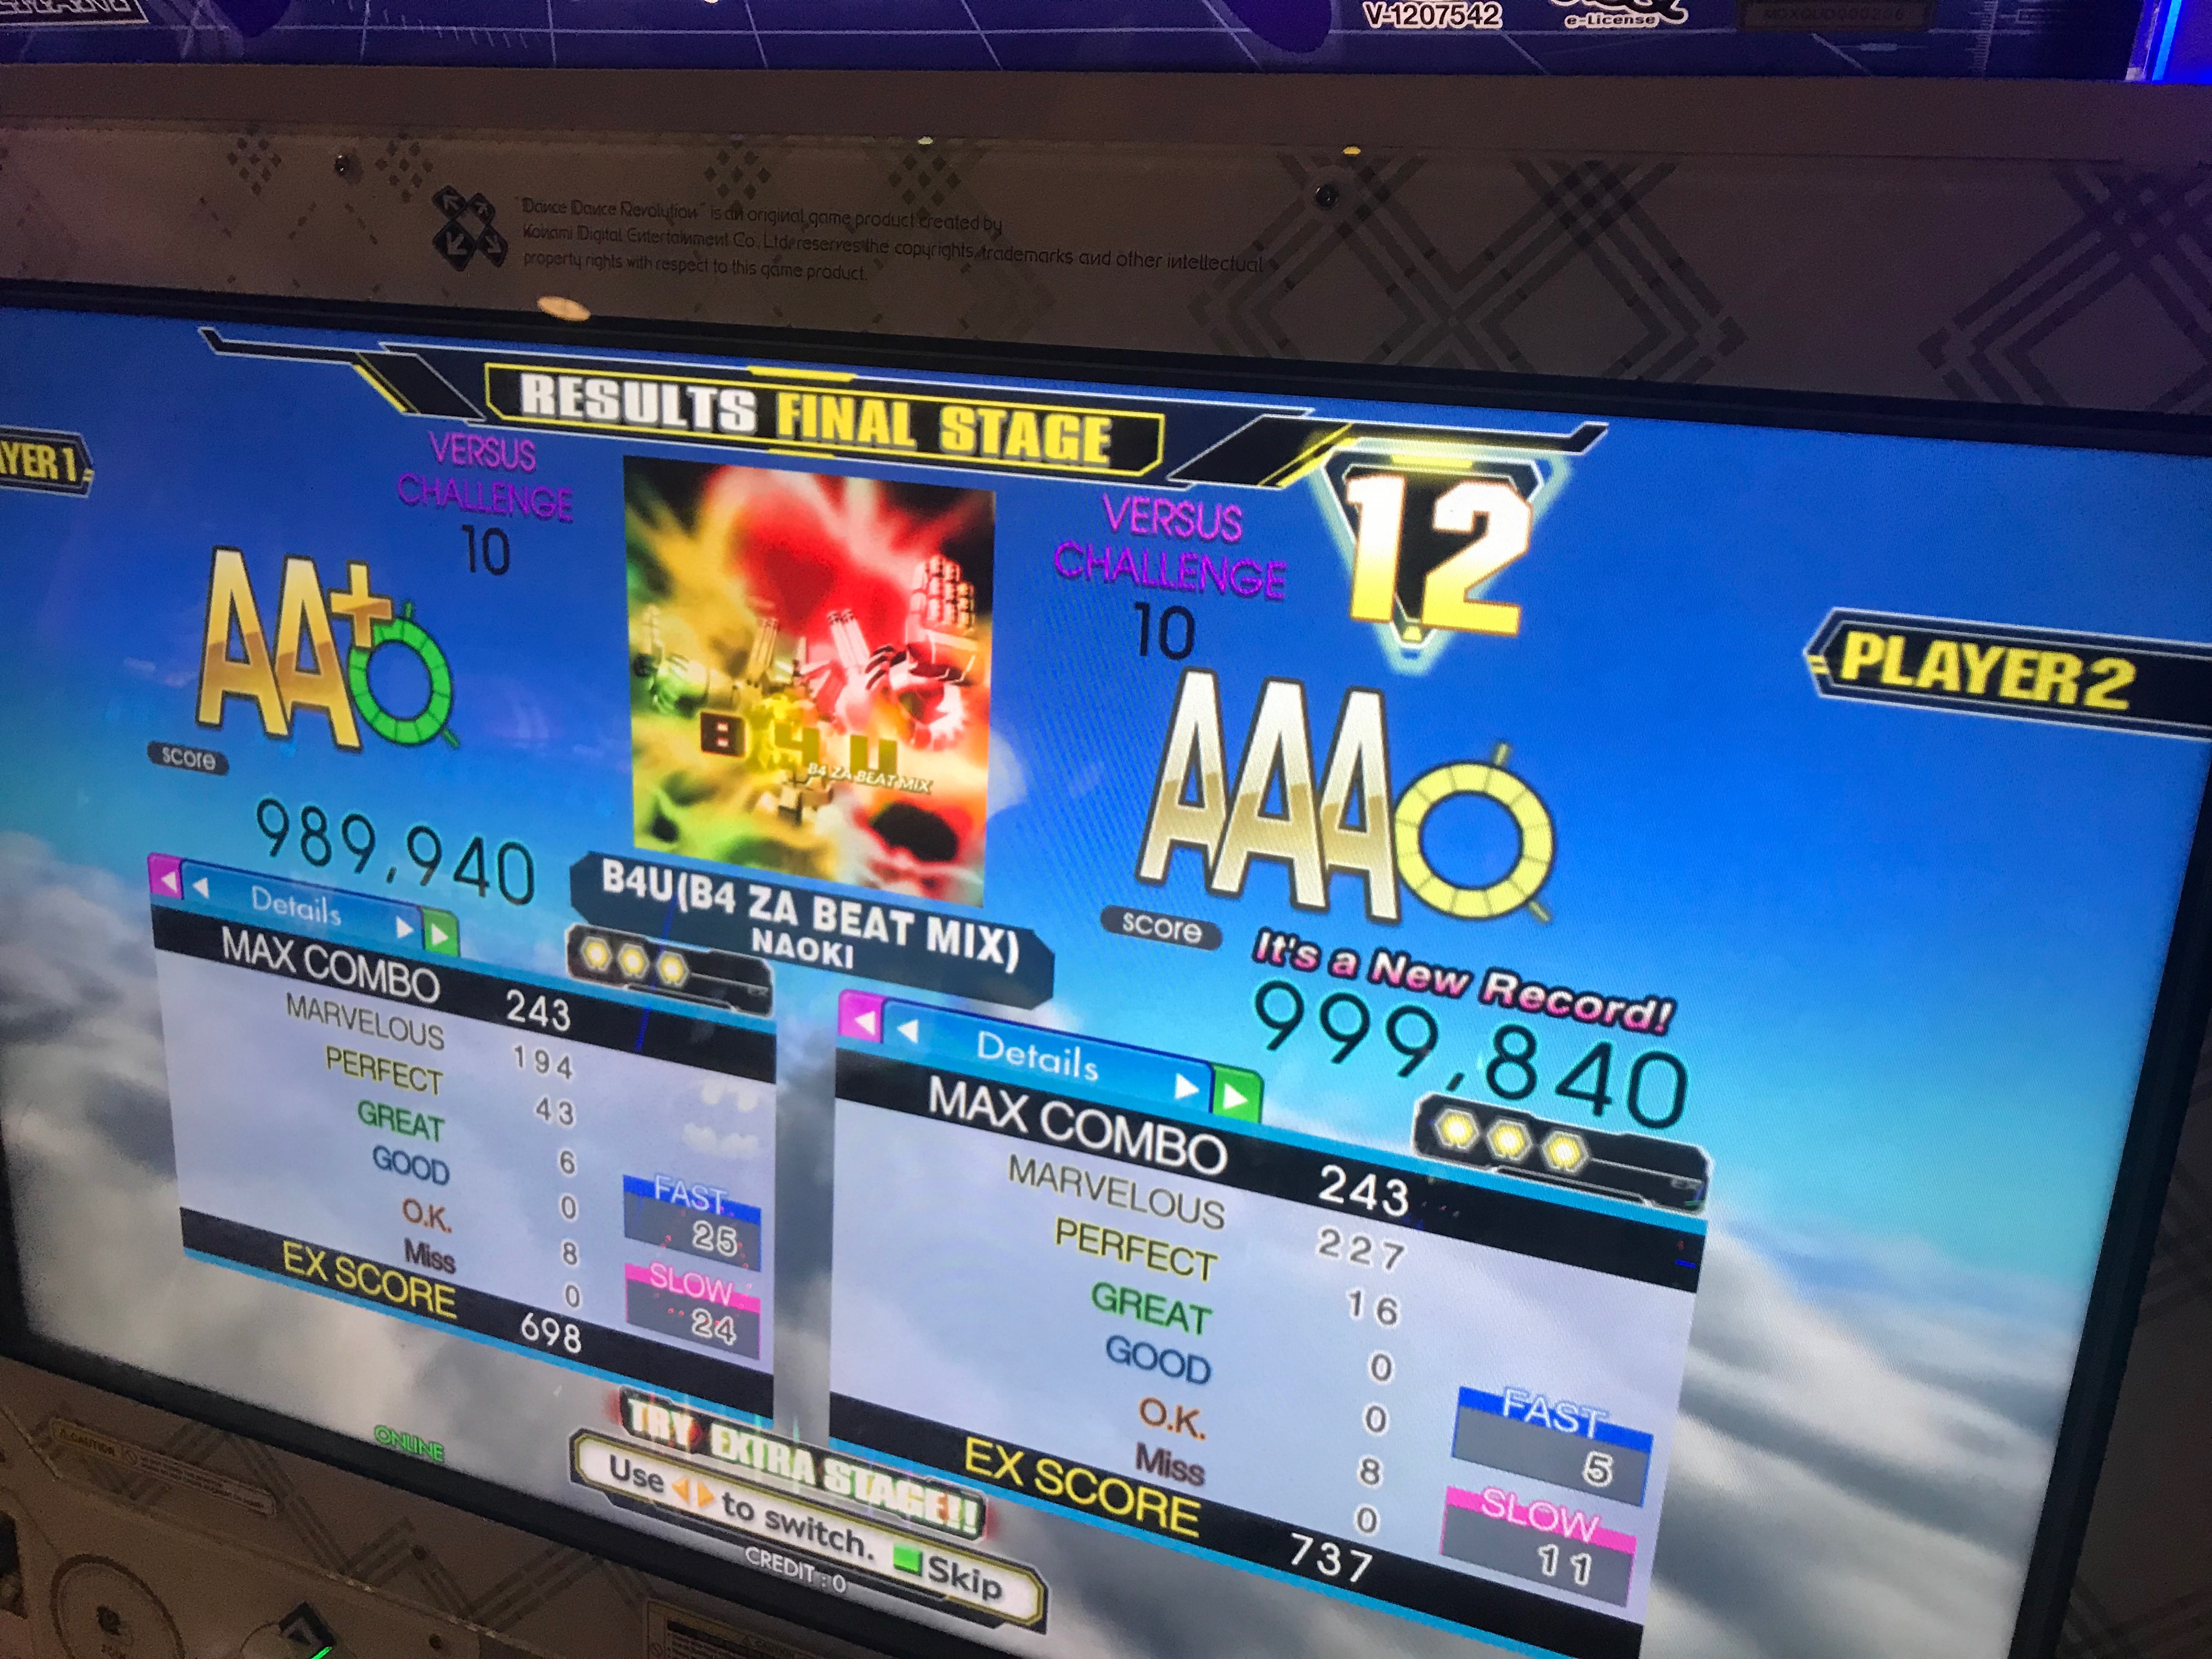 V-1207542
e-License
"Dance Dance Revolution" is an original game product created by
Konami Digital Entertainment Co., Ltd. reserves the copyrights, trademarks and other intellectual
property rights with respect to this game product.
RESULTS FINAL STAGE
AYER 1
VERSUS
CHALLENGE
10
AA+
score
989,940
Details
MAX COMBO 243
MARVELOUS 194
PERFECT 43
GREAT 6
GOOD 0
O.K. 8
Miss 0
EX SCORE 698
FAST
25
SLOW
24
B4U
B4 ZA BEAT MIX
B4U(B4 ZA BEAT MIX)
NAOKI
VERSUS
CHALLENGE
10
12
PLAYER 2
AAA
score
It's a New Record!
999,840
Details
MAX COMBO 243
MARVELOUS 227
PERFECT 16
GREAT 0
GOOD 0
O.K. 8
Miss 0
EX SCORE 737
FAST
5
SLOW
11
ONLINE
TRY EXTRA STAGE!!
Use to switch. Skip
CREDIT : 0
CAUTION